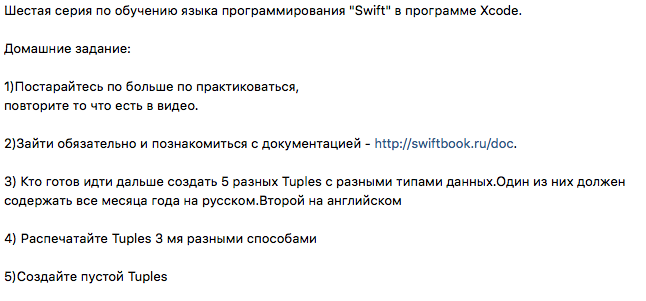 Шестая серия по обучению языка программирования "Swift" в программе Xcode.
Домашние задание:
1)Постарайтесь по больше по практиковаться,
повторите то что есть в видео.
2)Зайти обязательно и познакомиться с документацией - http://swiftbook.ru/doc.
3) Кто готов идти дальше создать 5 разных Tuples с разными типами данных.Один из них должен
содержать все месяца года на русском.Второй на английском
4) Распечатайте Tuples 3 мя разными способами
5)Создайте пустой Tuples